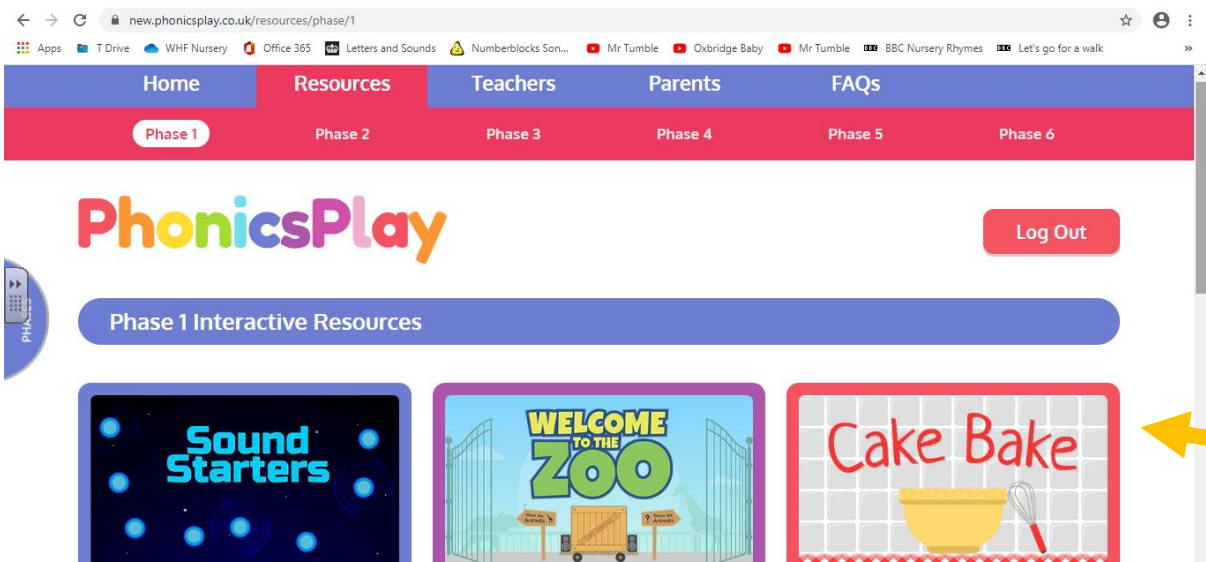 new.phonicsplay.co.uk/resources/phase/1
Apps T Drive WHF Nursery Office 365 Letters and Sounds Numberblocks Son... Mr Tumble Oxbridge Baby Mr Tumble BBC Nursery Rhymes Let's go for a walk »
Home Resources Teachers Parents FAQs
Phase 1 Phase 2 Phase 3 Phase 4 Phase 5 Phase 6
PhonicsPlay
Log Out
PHASES
Phase 1 Interactive Resources
Sound
Starters
WELCOME
TO THE
ZOO
Cake Bake